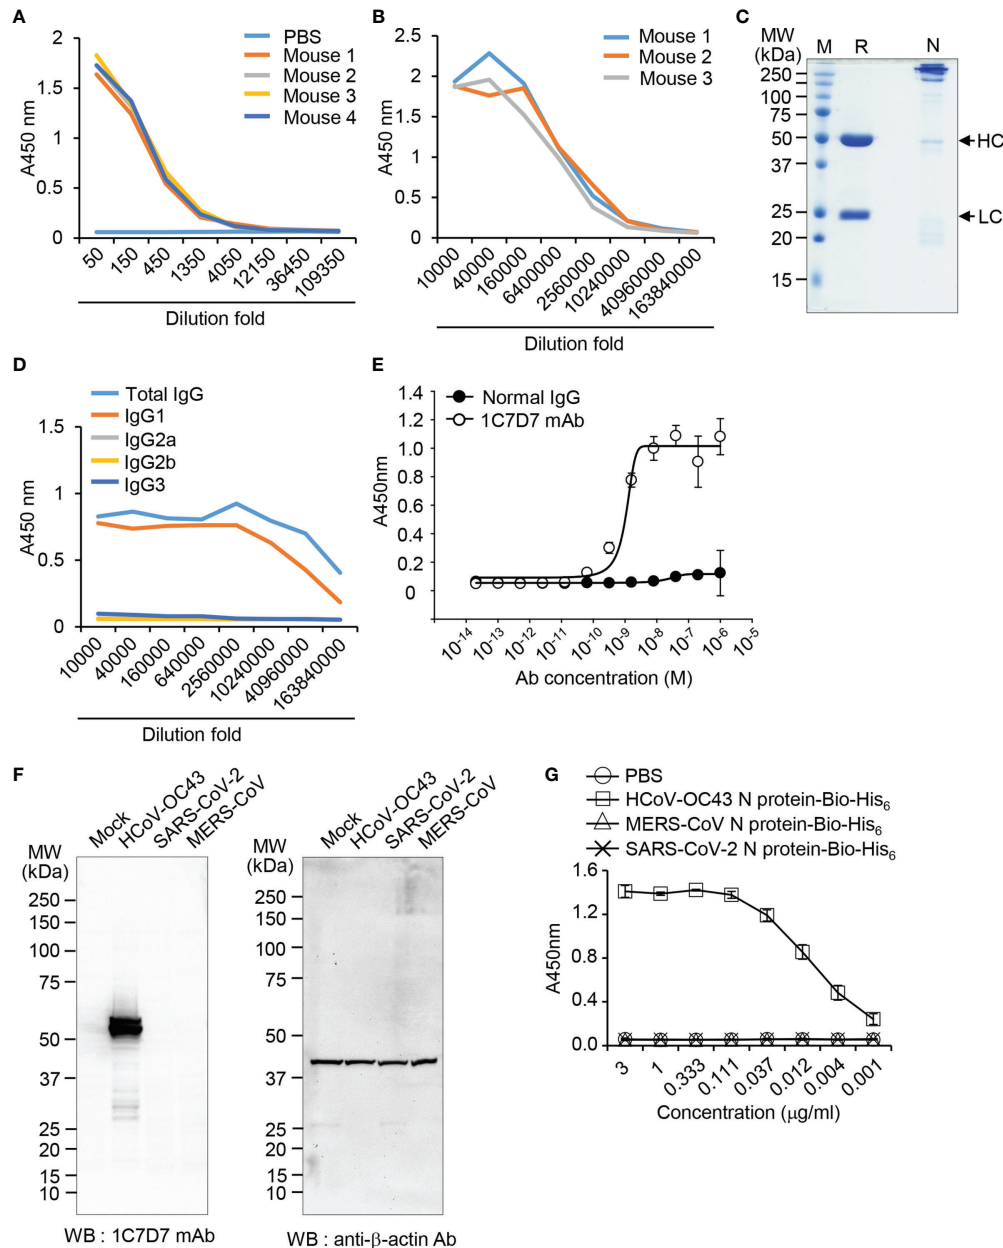 A
2
1.5
1
0.5
0
A450 nm
PBS
Mouse 1
Mouse 2
Mouse 3
Mouse 4
50
150
450
1350
4050
12150
36450
109350
Dilution fold
B
2.5
2
1.5
1
0.5
0
A450 nm
Mouse 1
Mouse 2
Mouse 3
10000
40000
160000
6400000
2560000
10240000
40960000
163840000
Dilution fold
C
MW
(kDa)
M R N
250
100
75
50
37
25
20
15
HC
LC
D
1.5
1
0.5
0
A450 nm
Total IgG
IgG1
IgG2a
IgG2b
IgG3
10000
40000
160000
640000
2560000
10240000
40960000
163840000
Dilution fold
E
1.4
1.2
1.0
0.8
0.6
0.4
0.2
0
A450nm
Normal IgG
1C7D7 mAb
10-14
10-13
10-12
10-11
10-10
10-9
10-8
10-7
10-6
10-5
Ab concentration (M)
F
Mock
HCoV-OC43
SARS-CoV-2
MERS-CoV
MW
(kDa)
250
150
100
75
50
37
25
20
15
10
WB : 1C7D7 mAb
Mock
HCoV-OC43
SARS-CoV-2
MERS-CoV
MW
(kDa)
250
150
100
75
50
37
25
20
15
10
WB : anti-β-actin Ab
G
PBS
HCoV-OC43 N protein-Bio-His6
MERS-CoV N protein-Bio-His6
SARS-CoV-2 N protein-Bio-His6
1.6
1.2
0.8
0.4
0.0
A450nm
3
1
0.333
0.111
0.037
0.012
0.004
0.001
Concentration (μg/ml)